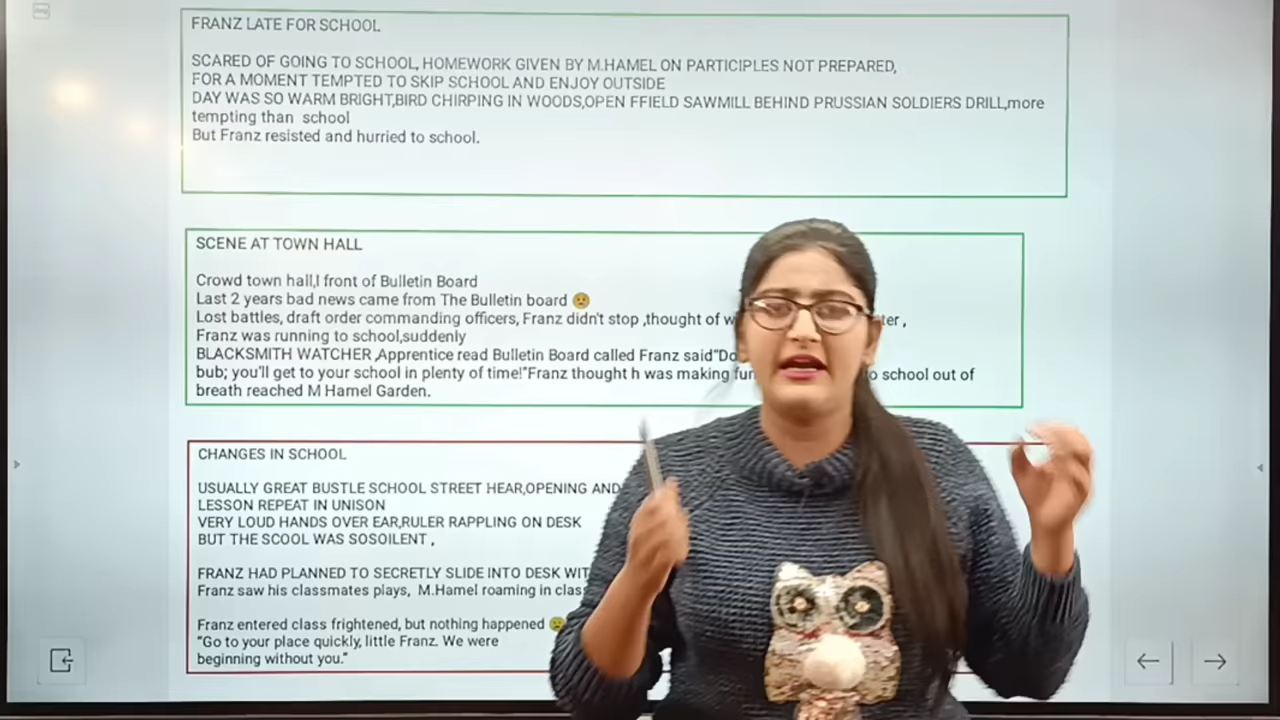 FRANZ LATE FOR SCHOOL
SCARED OF GOING TO SCHOOL, HOMEWORK GIVEN BY M.HAMEL ON PARTICIPLES NOT PREPARED,
FOR A MOMENT TEMPTED TO SKIP SCHOOL AND ENJOY OUTSIDE
DAY WAS SO WARM BRIGHT,BIRD CHIRPING IN WOODS,OPEN FFIELD SAWMILL BEHIND PRUSSIAN SOLDIERS DRILL,more
tempting than school
But Franz resisted and hurried to school.
SCENE AT TOWN HALL
Crowd town hall,I front of Bulletin Board
Last 2 years bad news came from The Bulletin board 😟
Lost battles, draft order commanding officers, Franz didn't stop ,thought of
Franz was running to school,suddenly
BLACKSMITH WATCHER ,Apprentice read Bulletin Board called Franz said"
bub; you'll get to your school in plenty of time!"Franz thought h was making school out of
breath reached M Hamel Garden.
CHANGES IN SCHOOL
USUALLY GREAT BUSTLE SCHOOL STREET HEAR,OPENING AND
LESSON REPEAT IN UNISON
VERY LOUD HANDS OVER EAR,RULER RAPPLING ON DESK
BUT THE SCOOL WAS SOSOILENT ,
FRANZ HAD PLANNED TO SECRETLY SLIDE INTO DESK
Franz saw his classmates plays, M.Hamel roaming in
Franz entered class frightened, but nothing happened 😟
"Go to your place quickly, little Franz. We were
beginning without you."